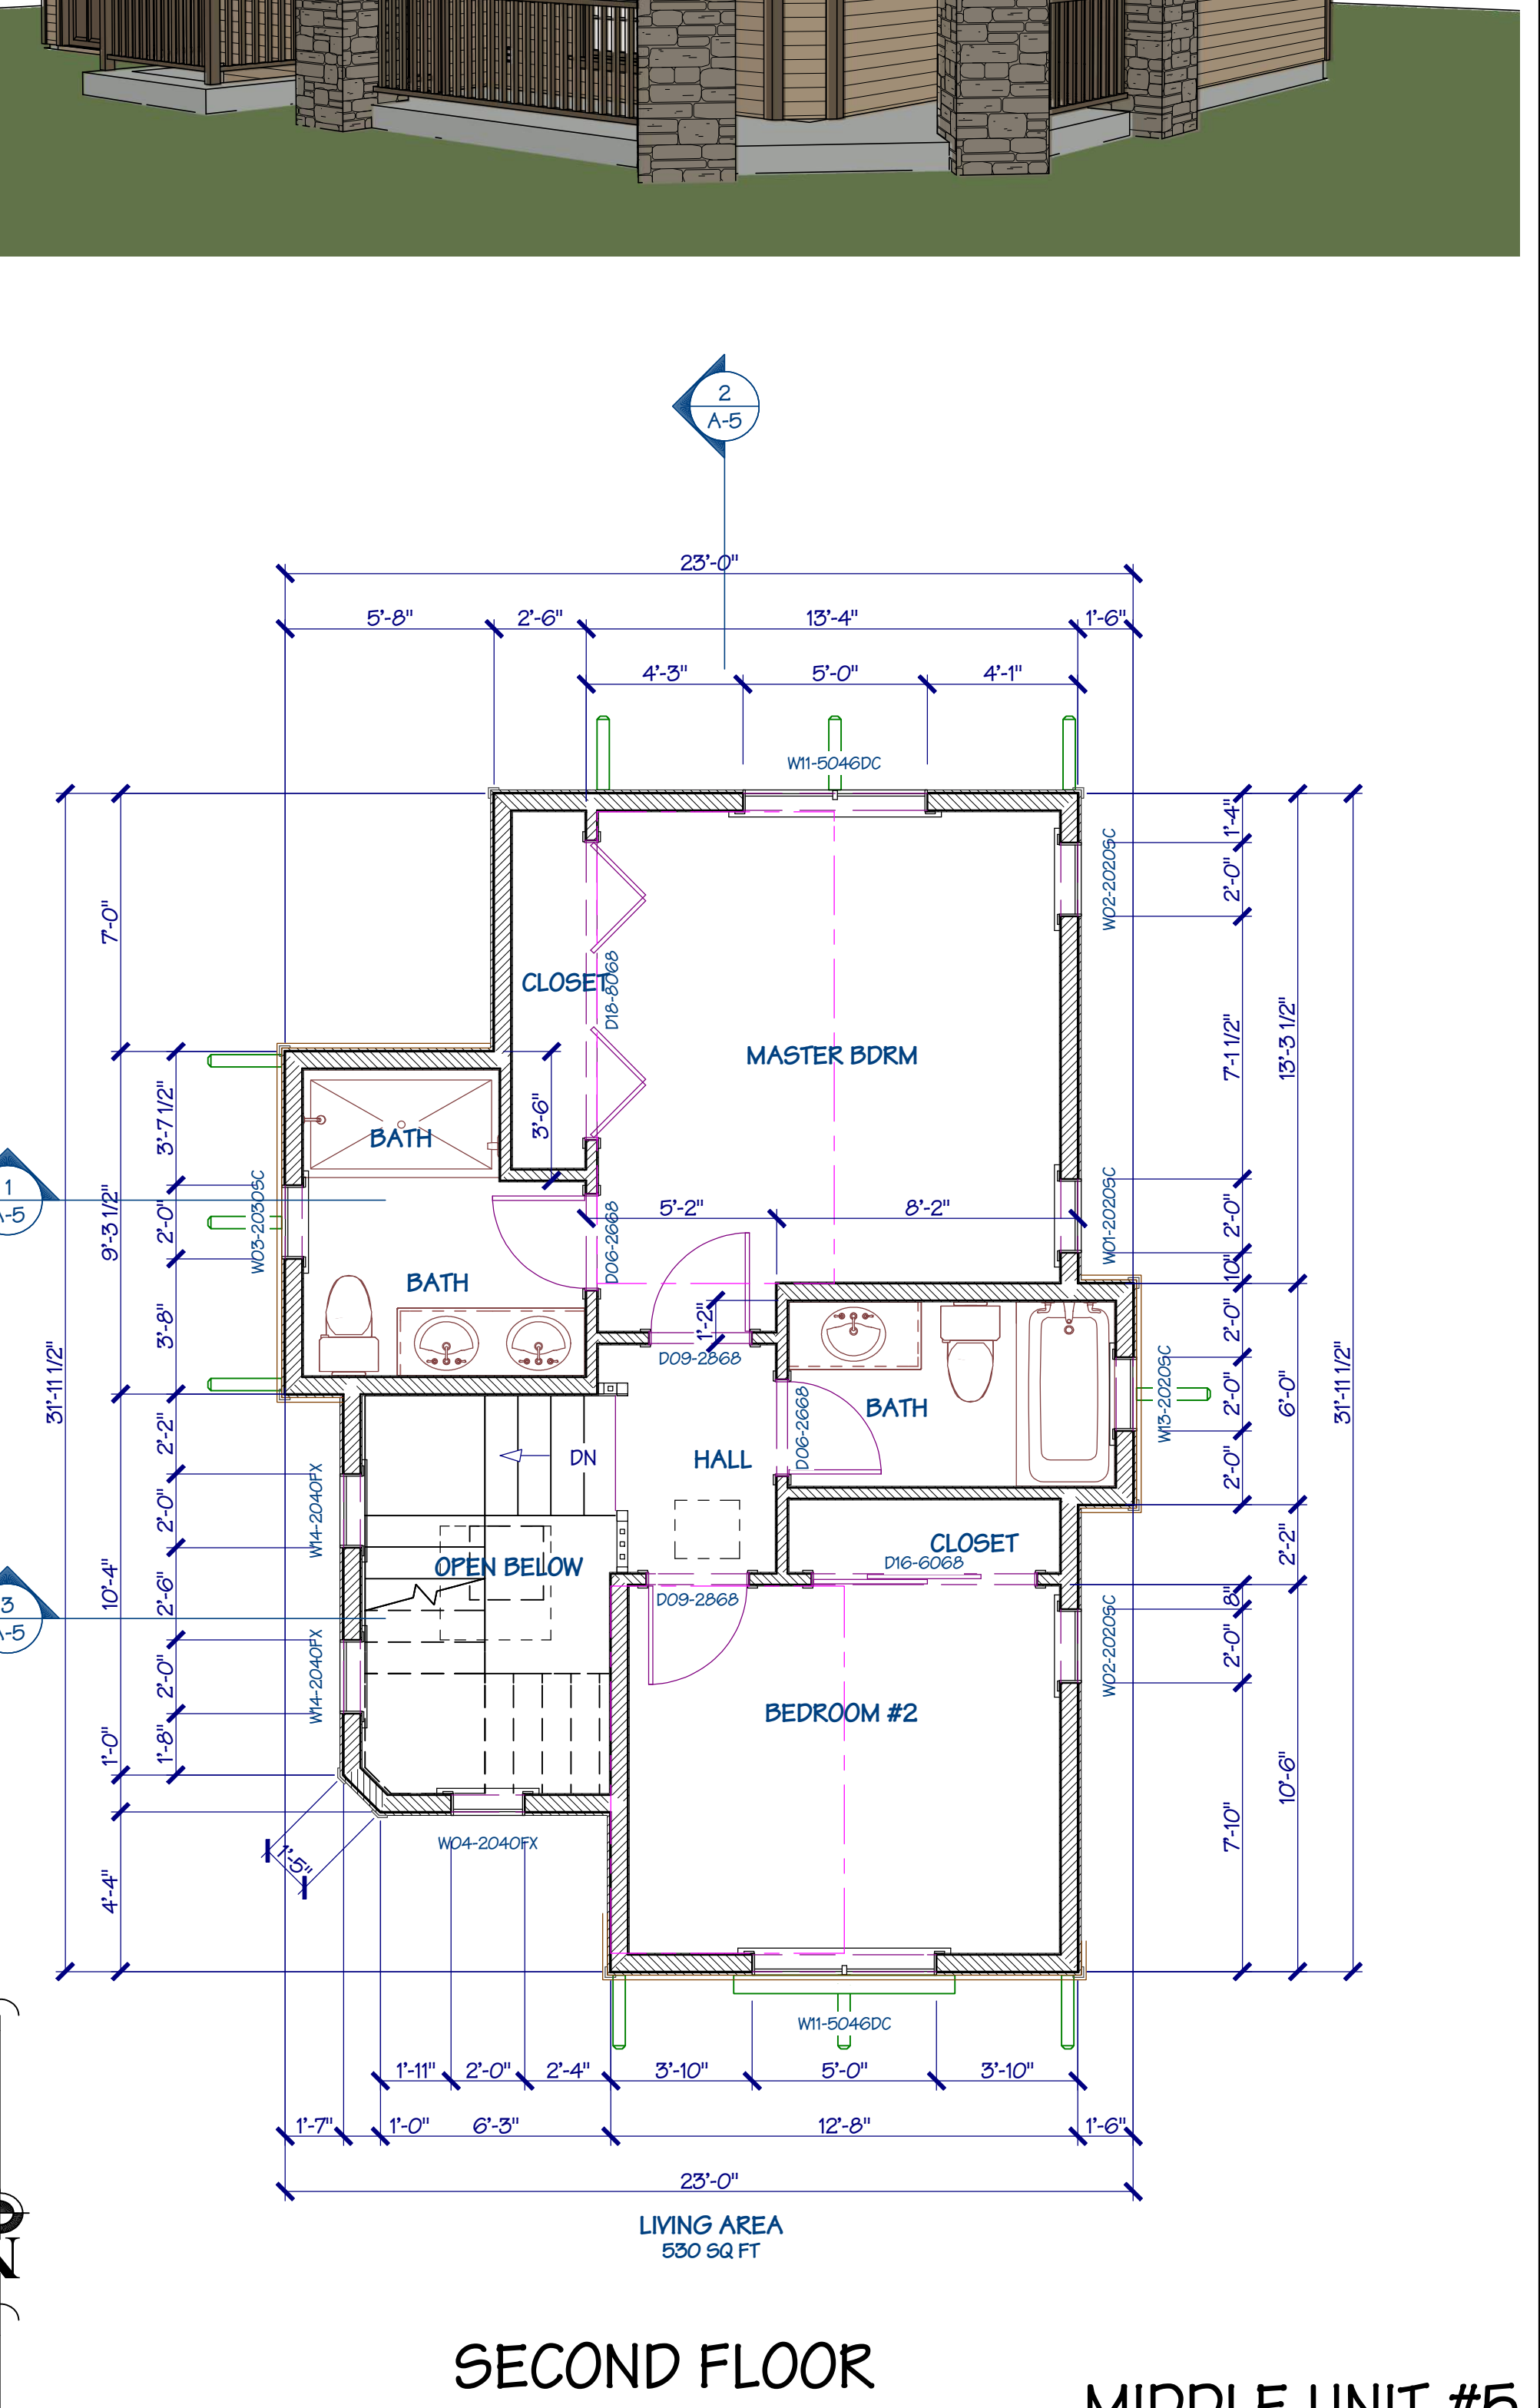 2
A-5
23'-0"
5'-8"
2'-6"
13'-4"
1'-6"
4'-3"
5'-0"
4'-1"
W11-5046DC
1'-4"
W02-2020SC
2'-0"
7'-0"
CLOSET
D18-8068
7'-1 1/2"
13'-3 1/2"
MASTER BDRM
3'-7 1/2"
3'-6"
BATH
1
A-5
W03-2030SC
9'-3 1/2"
2'-0"
5'-2"
8'-2"
W01-2020SC
2'-0"
D06-2668
10"
BATH
3'-8"
1'-2"
2'-0"
D09-2868
31'-11 1/2"
BATH
D06-2668
W13-2020SC
2'-0"
6'-0"
31'-11 1/2"
2'-2"
DN
HALL
2'-0"
W14-2040FX
2'-0"
CLOSET
D16-6068
2'-2"
OPEN BELOW
10'-4"
2'-6"
D09-2868
8"
3
A-5
W14-2040FX
2'-0"
W02-2020SC
2'-0"
BEDROOM #2
1'-0"
1'-8"
10'-6"
7'-10"
W04-2040FX
1'-5"
4'-4"
W11-5046DC
1'-11"
2'-0"
2'-4"
3'-10"
5'-0"
3'-10"
1'-7"
1'-0"
6'-3"
12'-8"
1'-6"
23'-0"
LIVING AREA
530 SQ FT
N
SECOND FLOOR
MIDDLE UNIT #5